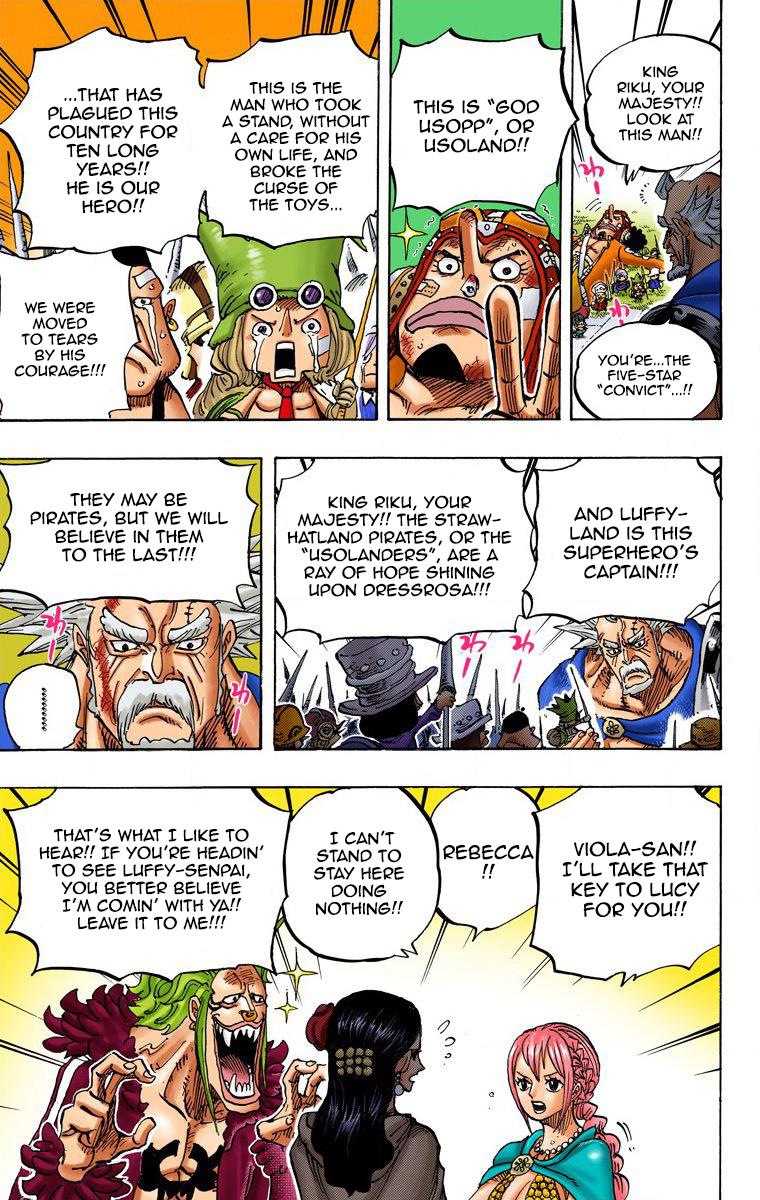 KING
RIKU, YOUR
MAJESTY!!
LOOK AT
THIS MAN!!
YOU'RE...THE
FIVE-STAR
"CONVICT"...!!
THIS IS "GOD
USOPP", OR
USOLAND!!
THIS IS THE
MAN WHO TOOK
A STAND, WITHOUT
A CARE FOR HIS
OWN LIFE, AND
BROKE THE
CURSE OF
THE TOYS...
...THAT HAS
PLAGUED THIS
COUNTRY FOR
TEN LONG
YEARS!!
HE IS OUR
HERO!!
WE WERE
MOVED
TO TEARS
BY HIS
COURAGE!!!
AND LUFFY-
LAND IS THIS
SUPERHERO'S
CAPTAIN!!!
KING RIKU, YOUR
MAJESTY!! THE STRAW-
HATLAND PIRATES, OR THE
"USOLANDERS", ARE A
RAY OF HOPE SHINING
UPON DRESSROSA!!!
THEY MAY BE
PIRATES, BUT WE WILL
BELIEVE IN THEM
TO THE LAST!!!
VIOLA-SAN!!
I'LL TAKE THAT
KEY TO LUCY
FOR YOU!!
REBECCA
!!
I CAN'T
STAND TO
STAY HERE
DOING
NOTHING!!
THAT'S WHAT I LIKE TO
HEAR!! IF YOU'RE HEADIN'
TO SEE LUFFY-SENPAI,
YOU BETTER BELIEVE
I'M COMIN' WITH YA!!
LEAVE IT TO ME!!!